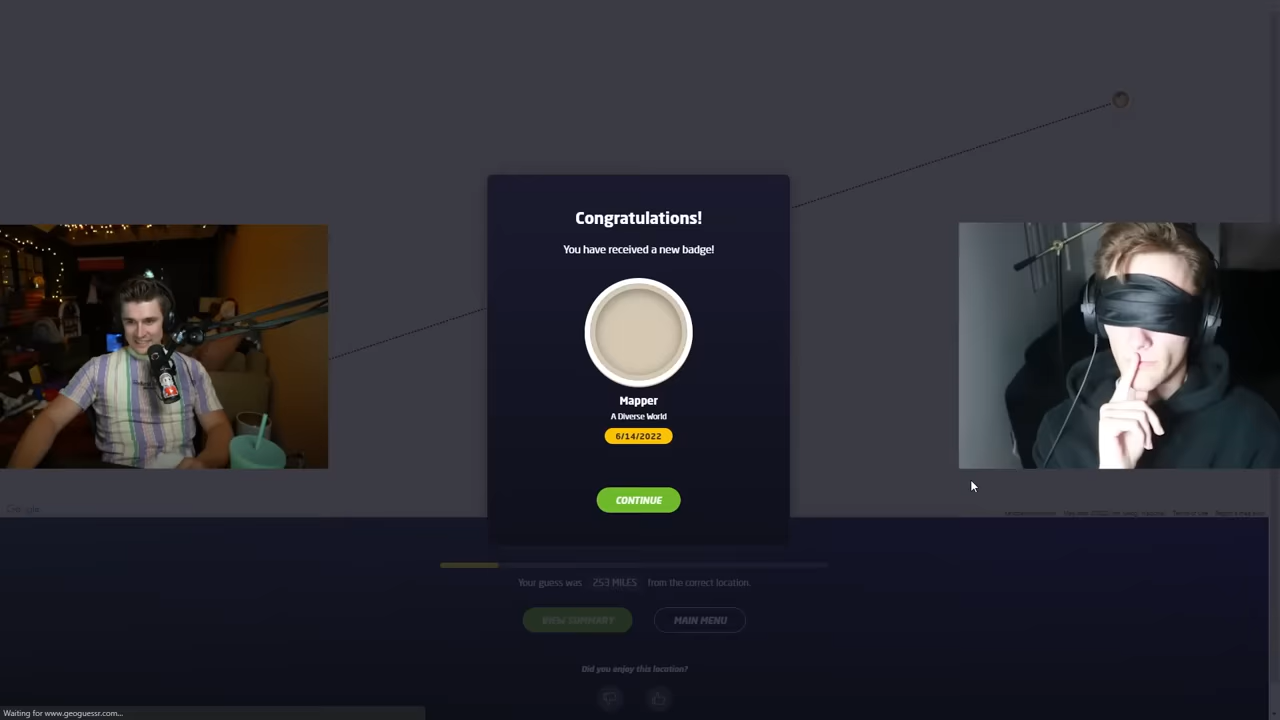 Congratulations!
You have received a new badge!
Mapper
A Diverse World
6/14/2022
CONTINUE
Google
Your guess was 253 MILES from the correct location.
VIEW SUMMARY
MAIN MENU
Did you enjoy this location?
Waiting for www.geoguessr.com...